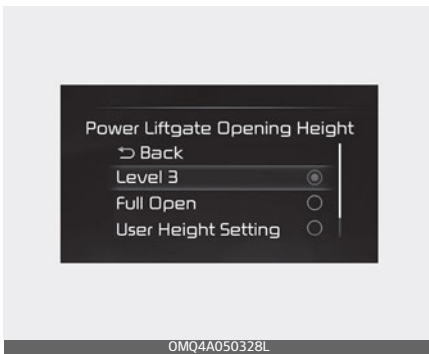 Power Liftgate Opening Height
Back
Level 3
Full Open
User Height Setting
OMQ4A050328L